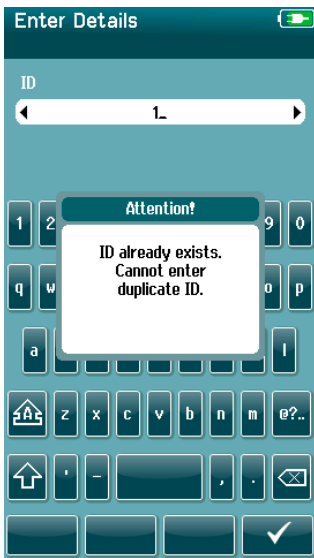 Enter Details
ID
1_
Attention!
ID already exists.
Cannot enter
duplicate ID.
1 2 9 0
q w o p
a l
A z x c v b n m @?..
' - , .